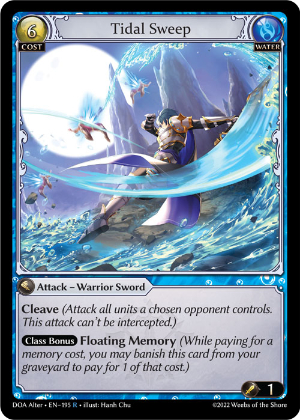 6
Tidal Sweep
COST
WATER
Attack – Warrior Sword
Cleave (Attack all units a chosen opponent controls.
This attack can't be intercepted.)
Class Bonus Floating Memory (While paying for a
memory cost, you may banish this card from your
graveyard to pay for 1 of that cost.)
1
DOA Alter • EN-195 R • illust: Hanh Chu
©2022 Weebs of the Shore